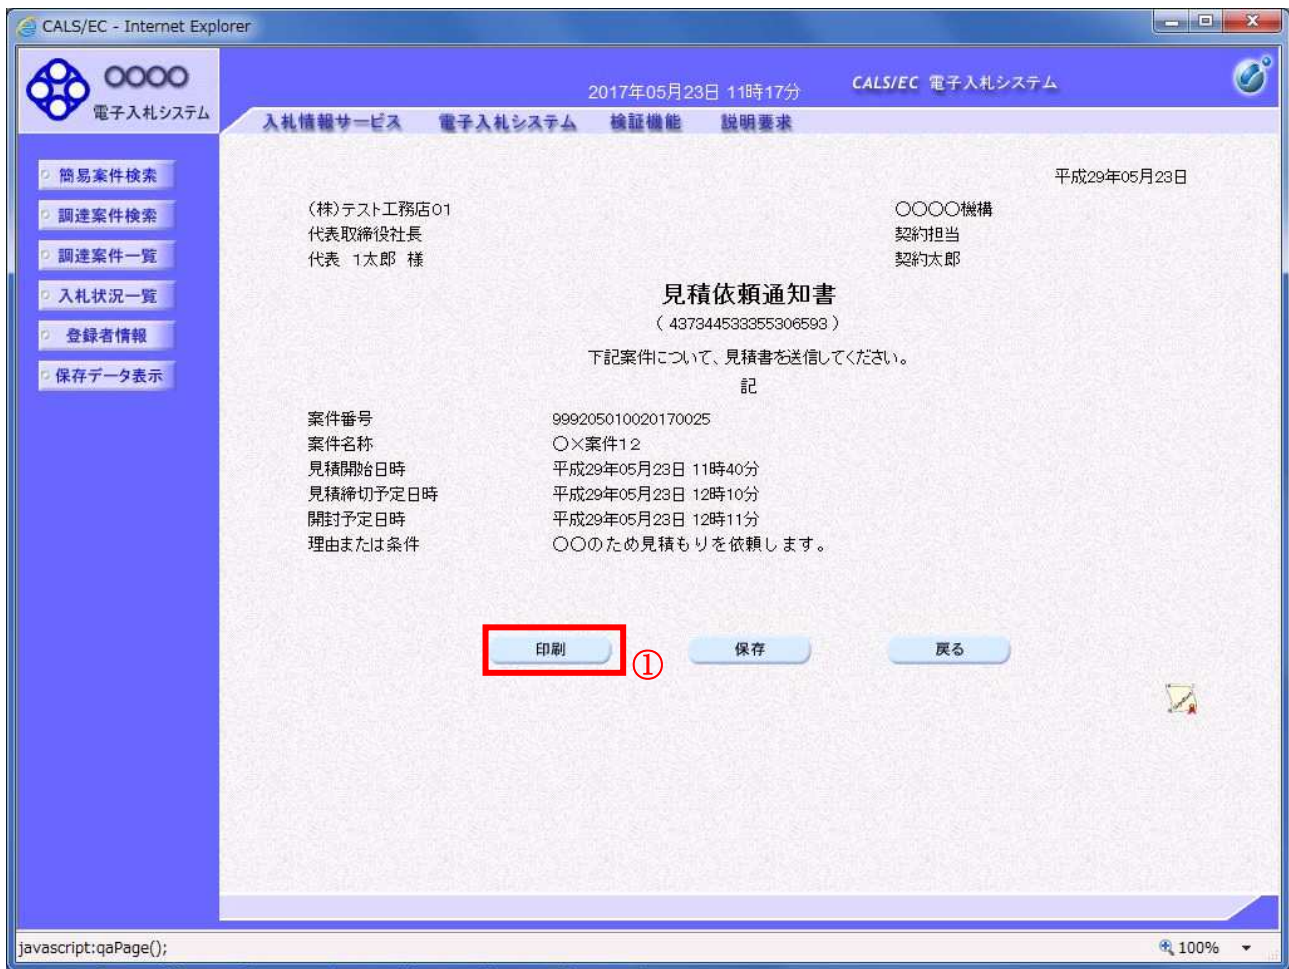 CALS/EC - Internet Explorer
〇〇〇〇
電子入札システム
2017年05月23日 11時17分
CALS/EC 電子入札システム
入札情報サービス 電子入札システム 検証機能 説明要求
簡易案件検索
調達案件検索
調達案件一覧
入札状況一覧
登録者情報
保存データ表示
平成29年05月23日
(株)テスト工務店01
代表取締役社長
代表 1太郎 様
〇〇〇〇機構
契約担当
契約太郎
見積依頼通知書
( 437344533355306593 )
下記案件について、見積書を送信してください。
記
案件番号 999205010020170025
案件名称 〇×案件12
見積開始日時 平成29年05月23日 11時40分
見積締切予定日時 平成29年05月23日 12時10分
開封予定日時 平成29年05月23日 12時11分
理由または条件 〇〇のため見積もりを依頼します。
印刷 ① 保存 戻る
javascript:qaPage();
100%